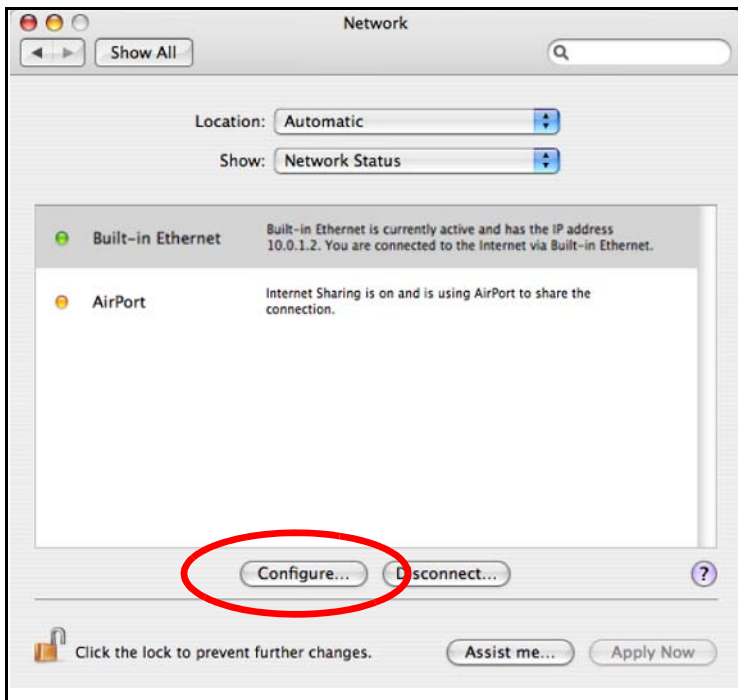 Network
Show All
Location: Automatic
Show: Network Status
Built-in Ethernet
Built-in Ethernet is currently active and has the IP address
10.0.1.2. You are connected to the Internet via Built-in Ethernet.
AirPort
Internet Sharing is on and is using AirPort to share the
connection.
Configure... Disconnect... ?
Click the lock to prevent further changes. Assist me... Apply Now